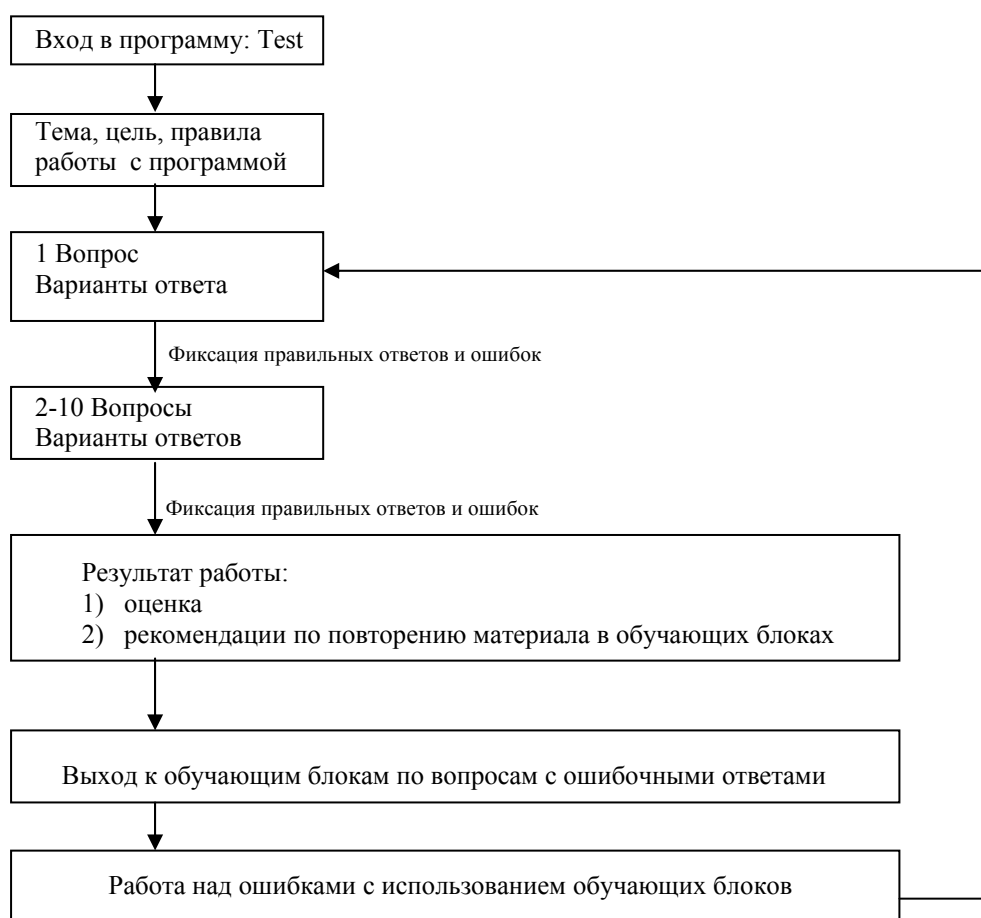 Вход в программу: Test
Тема, цель, правила
работы с программой
1 Вопрос
Варианты ответа
Фиксация правильных ответов и ошибок
2-10 Вопросы
Варианты ответов
Фиксация правильных ответов и ошибок
Результат работы:
1) оценка
2) рекомендации по повторению материала в обучающих блоках
Выход к обучающим блокам по вопросам с ошибочными ответами
Работа над ошибками с использованием обучающих блоков